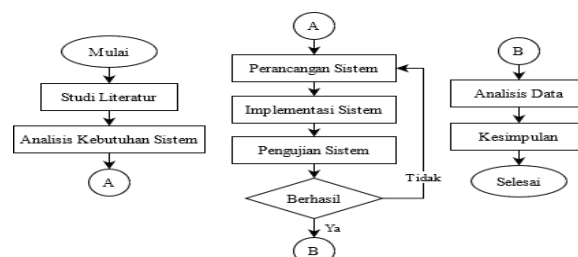 Mulai
Studi Literatur
Analisis Kebutuhan Sistem
A
A
Perancangan Sistem
Implementasi Sistem
Pengujian Sistem
Berhasil
Tidak
Ya
B
B
Analisis Data
Kesimpulan
Selesai